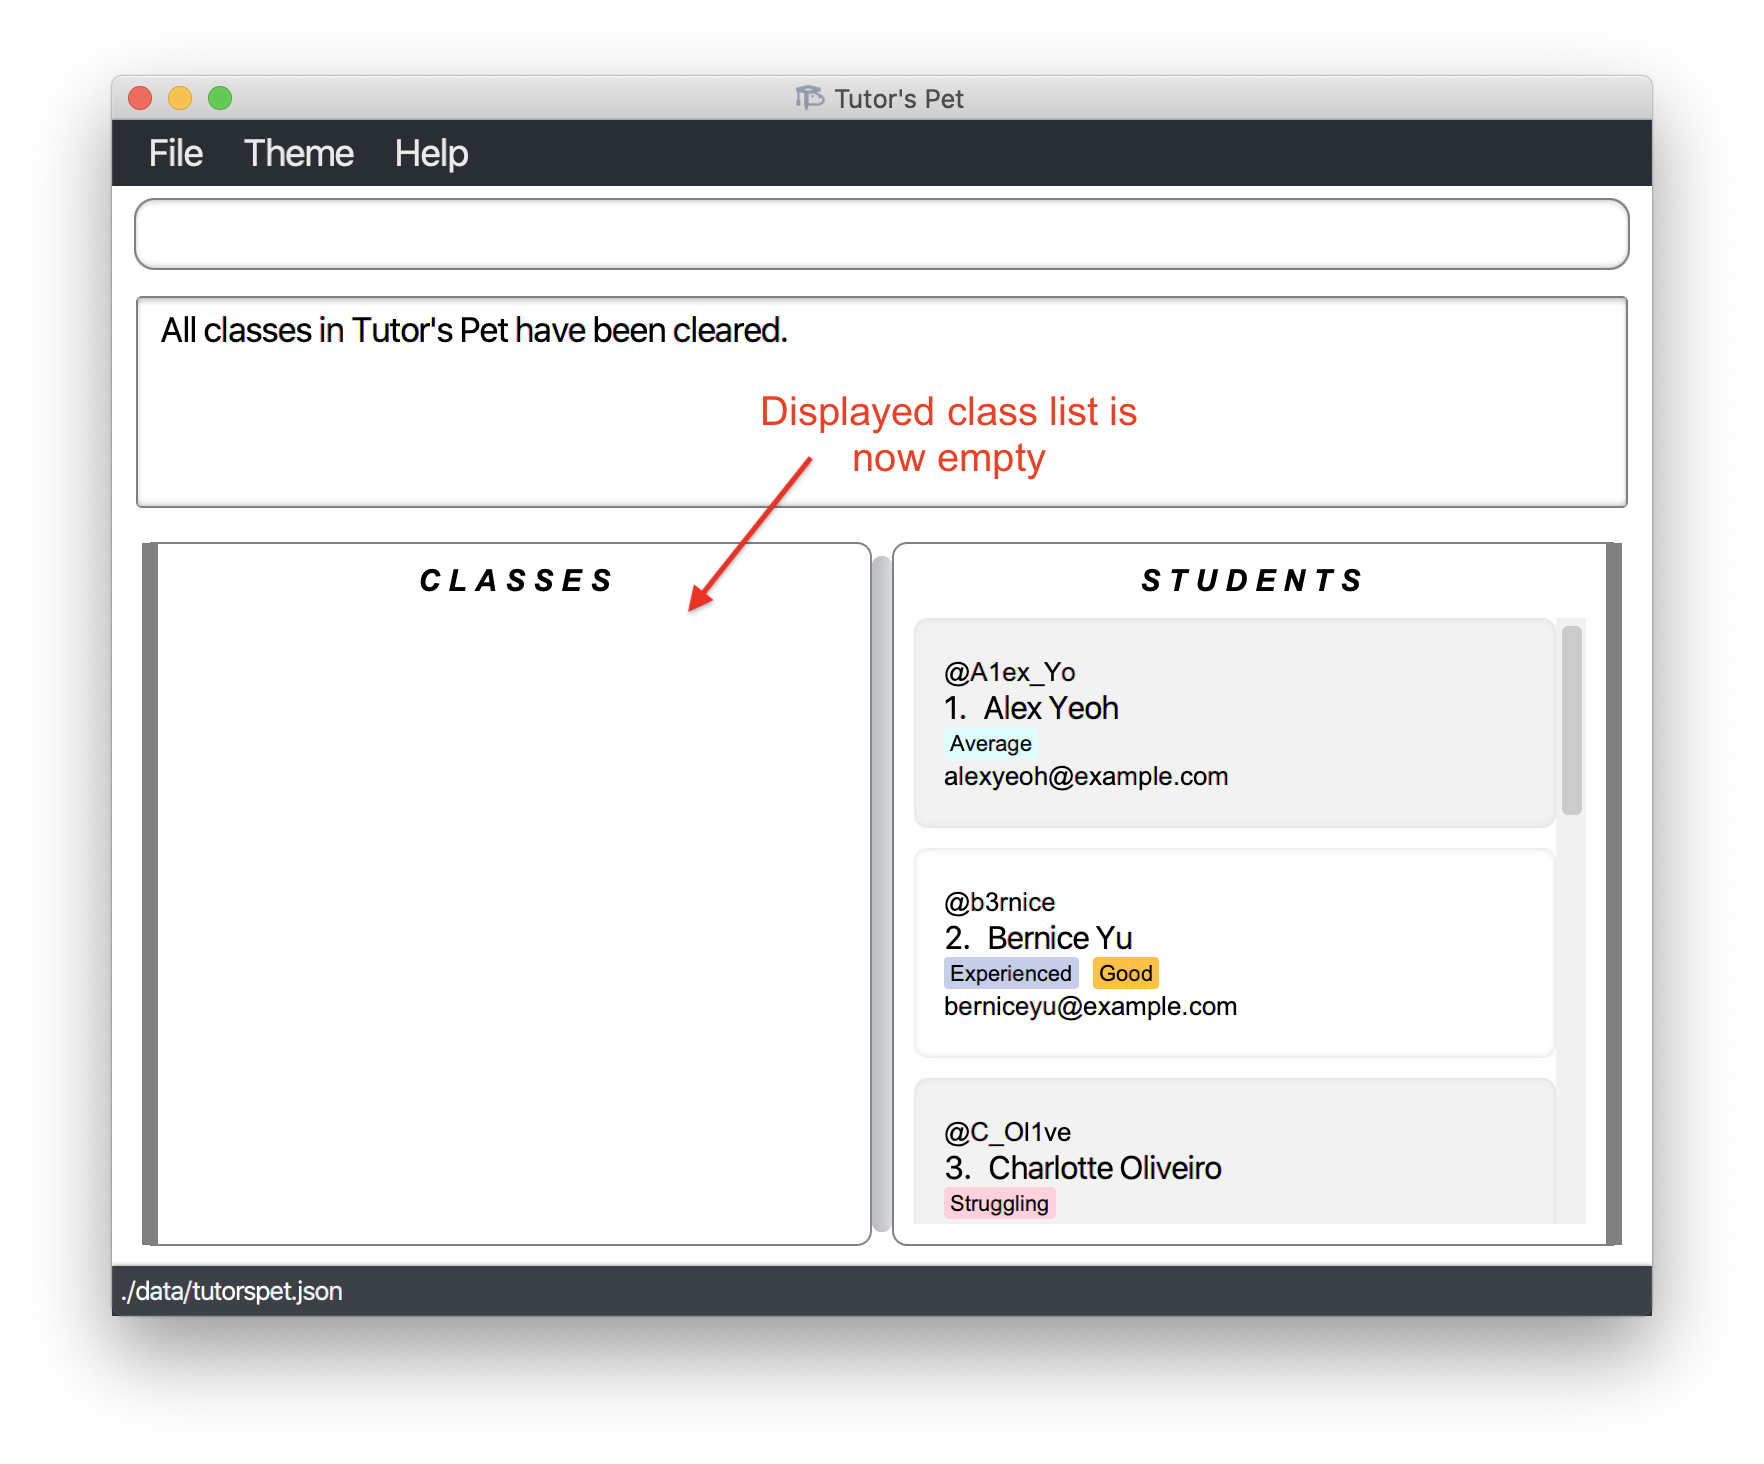 Tutor's Pet
File Theme Help
All classes in Tutor's Pet have been cleared.
Displayed class list is
now empty
CLASSES
STUDENTS
@A1ex_Yo
1. Alex Yeoh
Average
alexyeoh@example.com
@b3rnice
2. Bernice Yu
Experienced Good
berniceyu@example.com
@C_Ol1ve
3. Charlotte Oliveiro
Struggling
./data/tutorspet.json